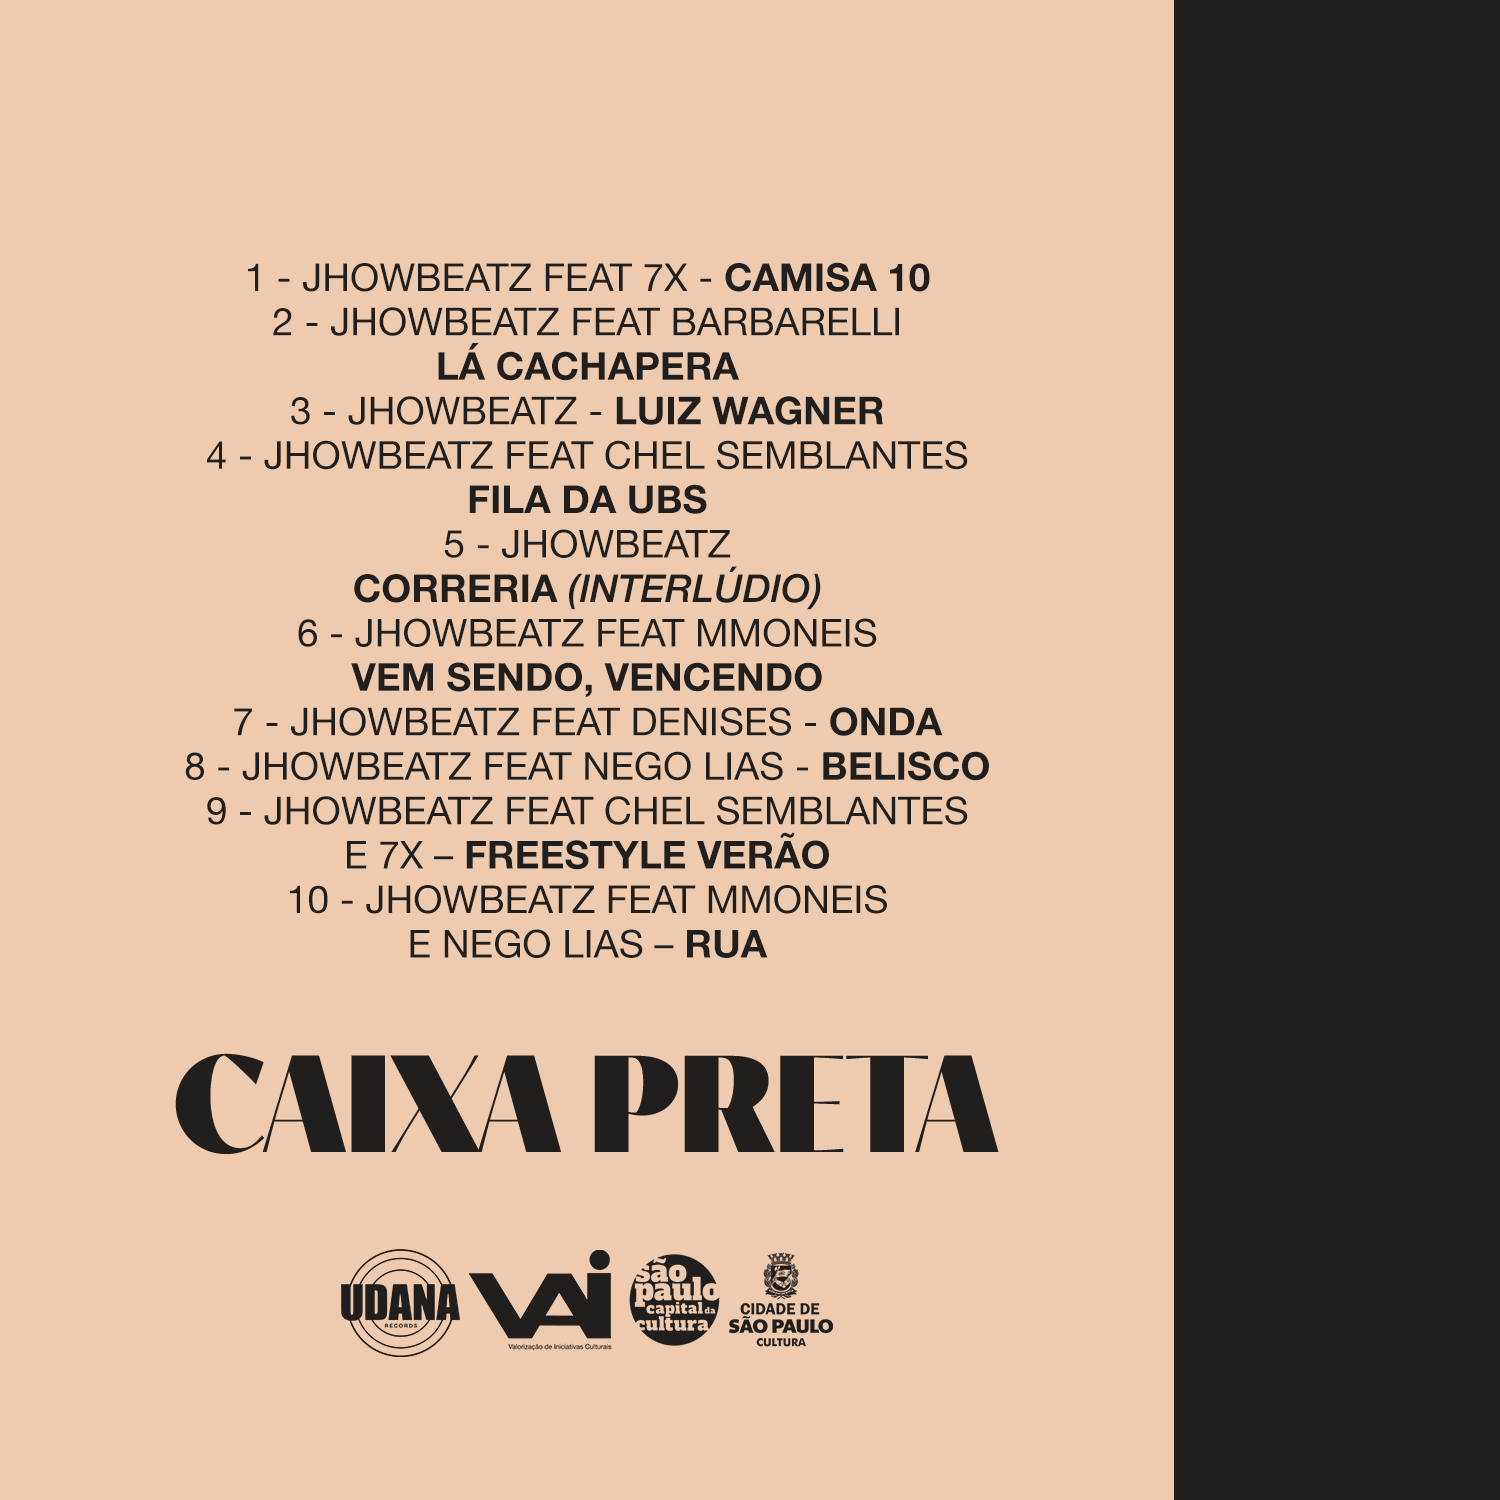 1 - JHOWBEATZ FEAT 7X - CAMISA 10
2 - JHOWBEATZ FEAT BARBARELLI
LÁ CACHAPERA
3 - JHOWBEATZ - LUIZ WAGNER
4 - JHOWBEATZ FEAT CHEL SEMBLANTES
FILA DA UBS
5 - JHOWBEATZ
CORRERIA (INTERLÚDIO)
6 - JHOWBEATZ FEAT MMONEIS
VEM SENDO, VENCENDO
7 - JHOWBEATZ FEAT DENISES - ONDA
8 - JHOWBEATZ FEAT NEGO LIAS - BELISCO
9 - JHOWBEATZ FEAT CHEL SEMBLANTES
E 7X – FREESTYLE VERÃO
10 - JHOWBEATZ FEAT MMONEIS
E NEGO LIAS – RUA
CAIXA PRETA
UDANA
RECORDS
VAi
Valorização de Iniciativas Culturais
são
paulo
capital da
cultura
CIDADE DE
SÃO PAULO
CULTURA